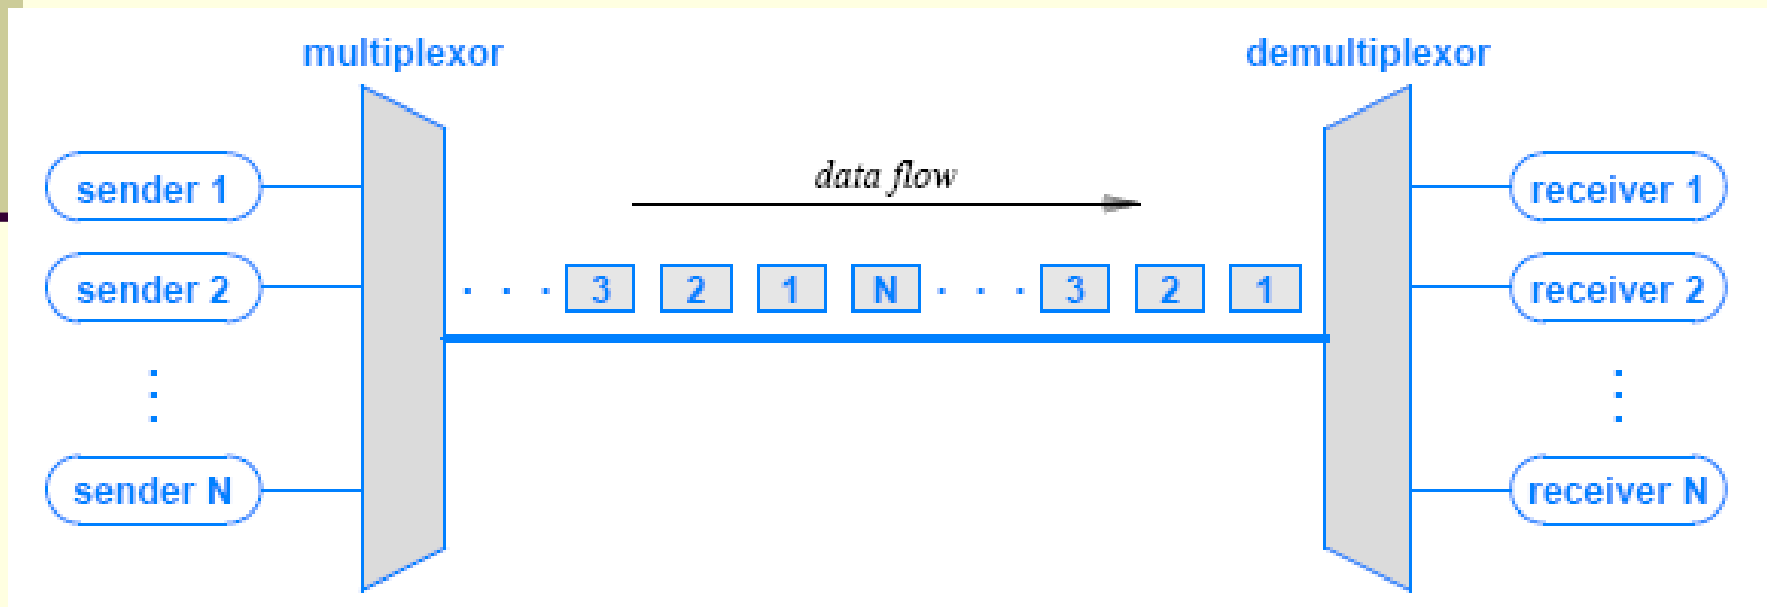 multiplexor
demultiplexor
data flow
sender 1
receiver 1
sender 2
. . . 3 2 1 N . . . 3 2 1
receiver 2
sender N
receiver N